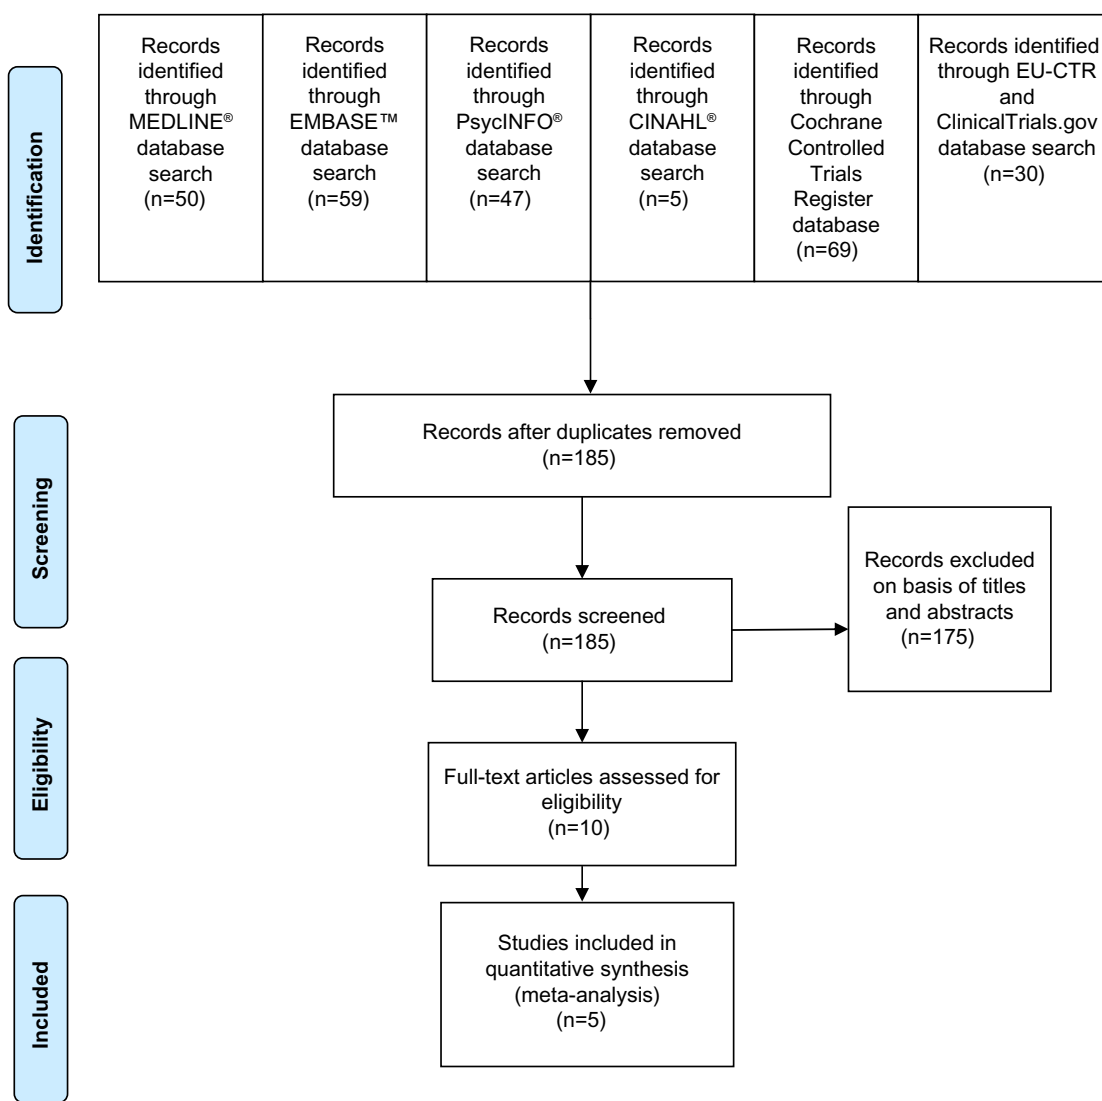 Identification
Records
identified
through
MEDLINE®
database
search
(n=50)
Records
identified
through
EMBASE™
database
search
(n=59)
Records
identified
through
PsycINFO®
database
search
(n=47)
Records
identified
through
CINAHL®
database
search
(n=5)
Records
identified
through
Cochrane
Controlled
Trials
Register
database
(n=69)
Records identified
through EU-CTR
and
ClinicalTrials.gov
database search
(n=30)
Screening
Records after duplicates removed
(n=185)
Records screened
(n=185)
Records excluded
on basis of titles
and abstracts
(n=175)
Eligibility
Full-text articles assessed for
eligibility
(n=10)
Included
Studies included in
quantitative synthesis
(meta-analysis)
(n=5)